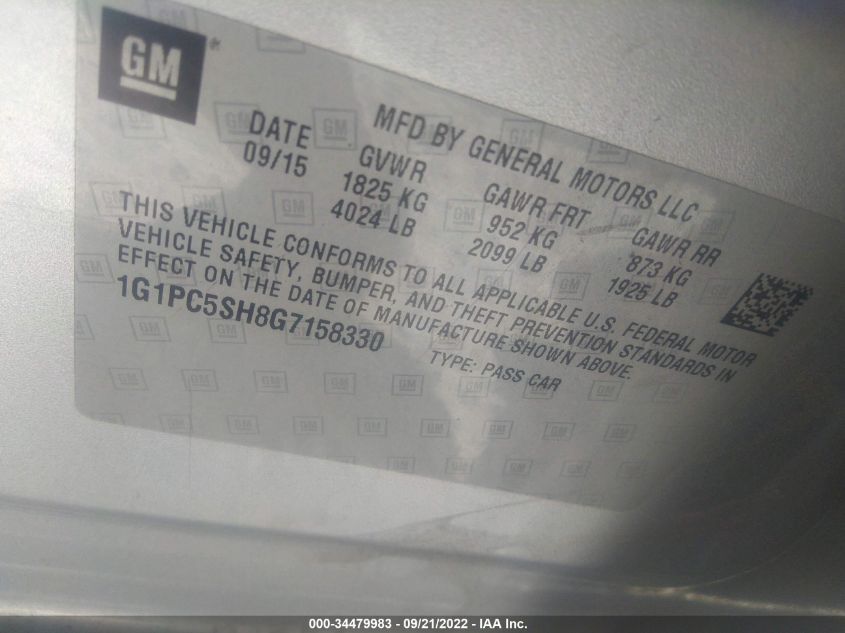 GM
MFD BY GENERAL MOTORS LLC
DATE GVWR GAWR FRT GAWR RR
09/15 1825 KG 952 KG 873 KG
4024 LB 2099 LB 1925 LB
THIS VEHICLE CONFORMS TO ALL APPLICABLE U.S. FEDERAL MOTOR
VEHICLE SAFETY, BUMPER, AND THEFT PREVENTION STANDARDS IN
EFFECT ON THE DATE OF MANUFACTURE SHOWN ABOVE.
1G1PC5SH8G7158330 TYPE: PASS CAR
000-34479983 / 09/21/2022 - IAA Inc.